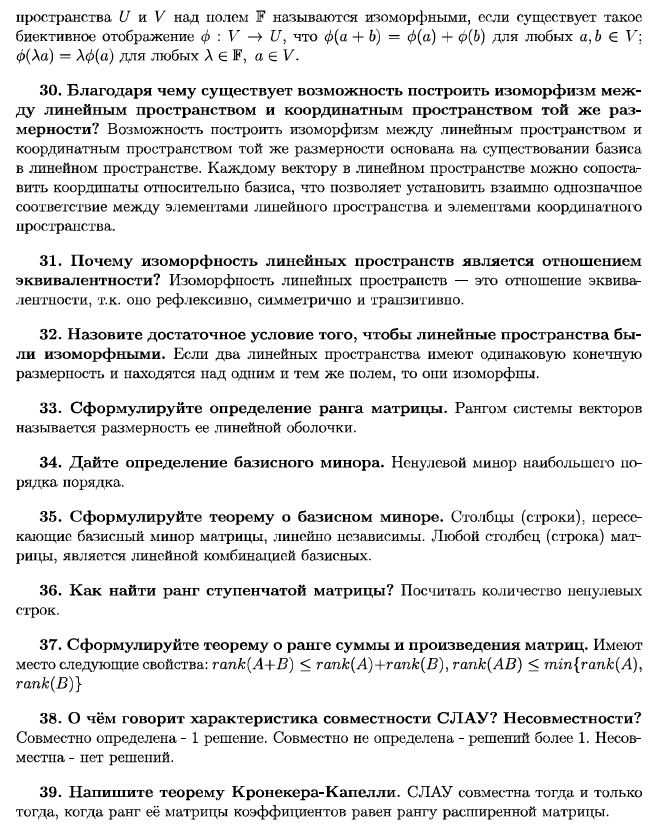 пространства U и V над полем 𝔽 называются изоморфными, если существует такое
биективное отображение ϕ : V → U, что ϕ(a + b) = ϕ(a) + ϕ(b) для любых a, b ∈ V;
ϕ(λa) = λϕ(a) для любых λ ∈ 𝔽, a ∈ V.
30. Благодаря чему существует возможность построить изоморфизм меж-
ду линейным пространством и координатным пространством той же раз-
мерности? Возможность построить изоморфизм между линейным пространством и
координатным пространством той же размерности основана на существовании базиса
в линейном пространстве. Каждому вектору в линейном пространстве можно сопоста-
вить координаты относительно базиса, что позволяет установить взаимно однозначное
соответствие между элементами линейного пространства и элементами координатного
пространства.
31. Почему изоморфность линейных пространств является отношением
эквивалентности? Изоморфность линейных пространств — это отношение эквива-
лентности, т.к. оно рефлексивно, симметрично и транзитивно.
32. Назовите достаточное условие того, чтобы линейные пространства бы-
ли изоморфными. Если два линейных пространства имеют одинаковую конечную
размерность и находятся над одним и тем же полем, то они изоморфны.
33. Сформулируйте определение ранга матрицы. Рангом системы векторов
называется размерность ее линейной оболочки.
34. Дайте определение базисного минора. Ненулевой минор наибольшего по-
рядка порядка.
35. Сформулируйте теорему о базисном миноре. Столбцы (строки), пересе-
кающие базисный минор матрицы, линейно независимы. Любой столбец (строка) мат-
рицы, является линейной комбинацией базисных.
36. Как найти ранг ступенчатой матрицы? Посчитать количество ненулевых
строк.
37. Сформулируйте теорему о ранге суммы и произведения матриц. Имеют
место следующие свойства: rank(A+B) ≤ rank(A)+rank(B), rank(AB) ≤ min{rank(A),
rank(B)}
38. О чём говорит характеристика совместности СЛАУ? Несовместности?
Совместно определена - 1 решение. Совместно не определена - решений более 1. Несов-
местна - нет решений.
39. Напишите теорему Кронекера-Капелли. СЛАУ совместна тогда и только
тогда, когда ранг её матрицы коэффициентов равен рангу расширенной матрицы.